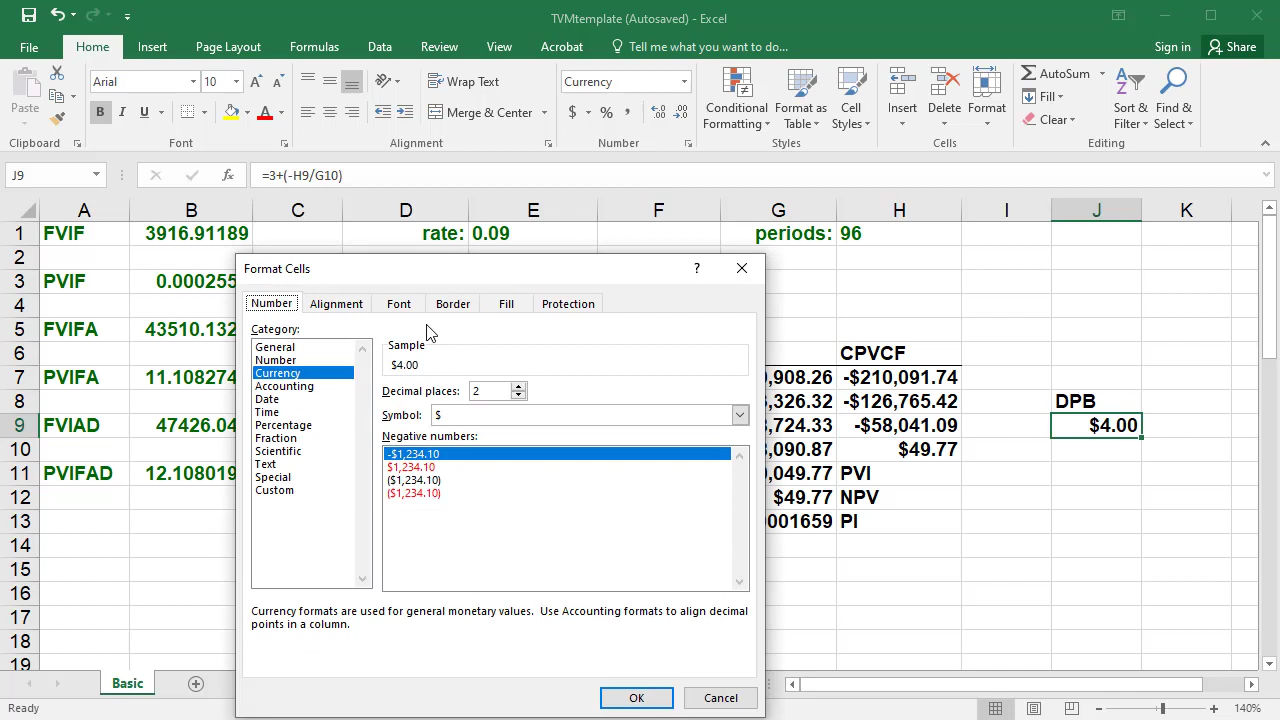 TVMtemplate (Autosaved) - Excel
File Home Insert Page Layout Formulas Data Review View Acrobat Tell me what you want to do... Sign in Share
Paste
Arial 10
B I U A
Wrap Text
Merge & Center
Currency
$ % ,
Conditional Formatting
Format as Table
Cell Styles
Insert
Delete
Format
AutoSum
Fill
Clear
Sort & Filter
Find & Select
Clipboard Font Alignment Number Styles Cells Editing
J9 fx =3+(-H9/G10)
A B C D E F G H I J K
1 FVIF 3916.91189 rate: 0.09 periods: 96
2
3 PVIF 0.000255
4
5 FVIFA 43510.132
6 CPVCF
7 PVIFA 11.108274 ,908.26 -$210,091.74
8 ,326.32 -$126,765.42 DPB
9 FVIAD 47426.04 ,724.33 -$58,041.09 $4.00
10 ,090.87 $49.77
11 PVIFAD 12.108019 ,049.77 PVI
12 $49.77 NPV
13 001659 PI
14
15
16
17
18
19
Format Cells ?
Number Alignment Font Border Fill Protection
Category:
General
Number
Currency
Accounting
Date
Time
Percentage
Fraction
Scientific
Text
Special
Custom
Sample
$4.00
Decimal places: 2
Symbol: $
Negative numbers:
-$1,234.10
$1,234.10
($1,234.10)
($1,234.10)
Currency formats are used for general monetary values. Use Accounting formats to align decimal
points in a column.
OK Cancel
Basic
Ready 140%